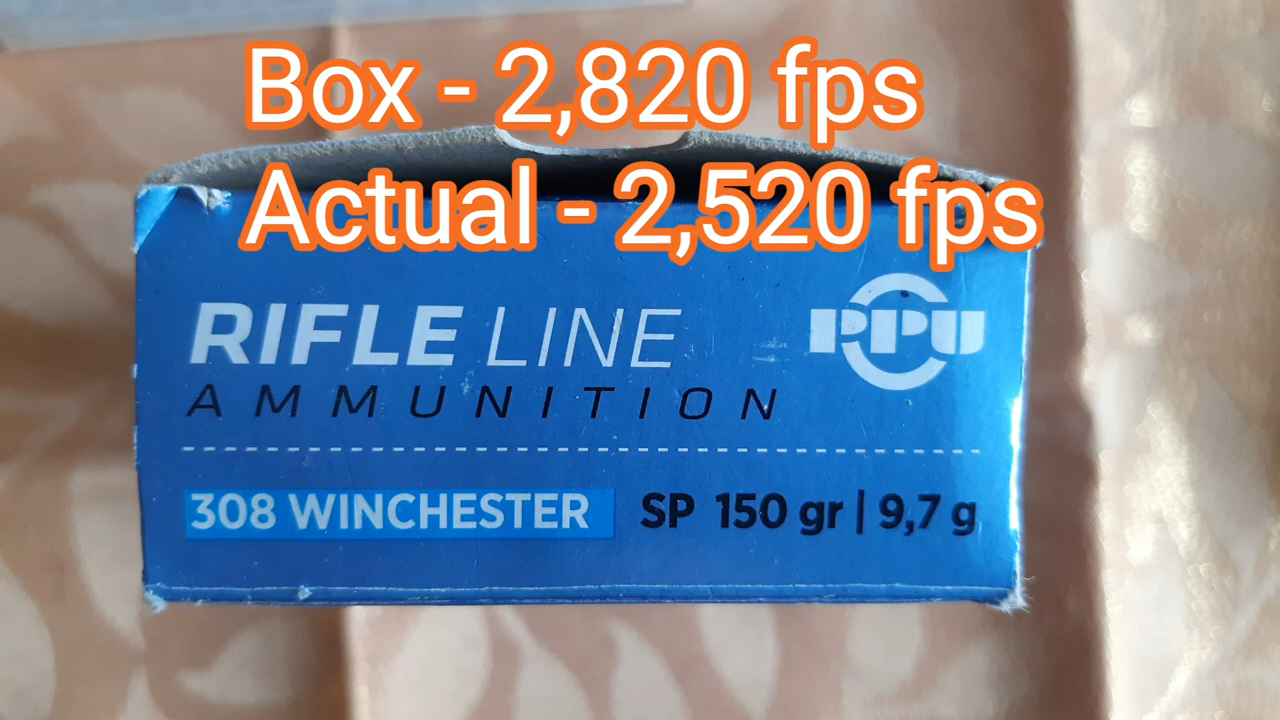 Box - 2,820 fps
Actual - 2,520 fps
RIFLE LINE
PPU
AMMUNITION
308 WINCHESTER SP 150 gr | 9,7 g